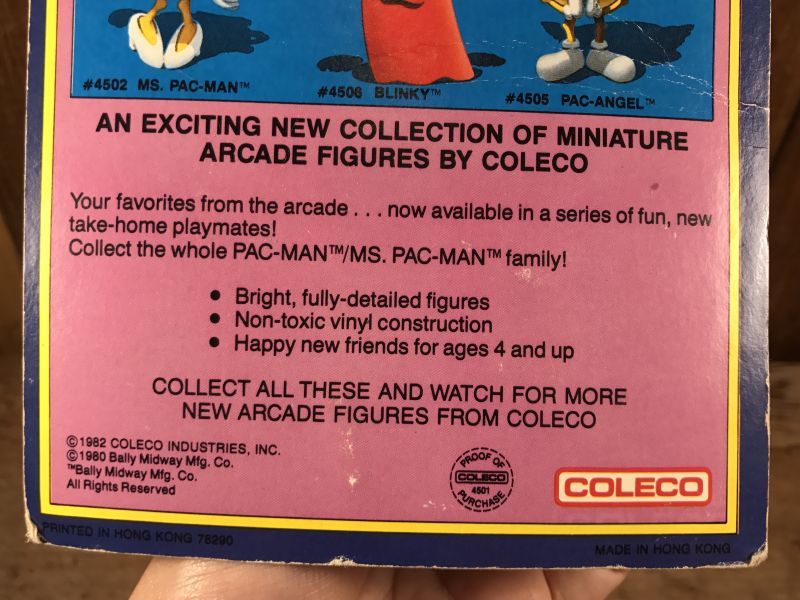 #4502 MS. PAC-MAN™
#4506 BLINKY™
#4505 PAC-ANGEL™
AN EXCITING NEW COLLECTION OF MINIATURE
ARCADE FIGURES BY COLECO
Your favorites from the arcade . . . now available in a series of fun, new
take-home playmates!
Collect the whole PAC-MAN™/MS. PAC-MAN™ family!
● Bright, fully-detailed figures
● Non-toxic vinyl construction
● Happy new friends for ages 4 and up
COLLECT ALL THESE AND WATCH FOR MORE
NEW ARCADE FIGURES FROM COLECO
©1982 COLECO INDUSTRIES, INC.
©1980 Bally Midway Mfg. Co.
™Bally Midway Mfg. Co.
All Rights Reserved
PROOF OF
COLECO
4501
PURCHASE
COLECO
PRINTED IN HONG KONG 78290
MADE IN HONG KONG